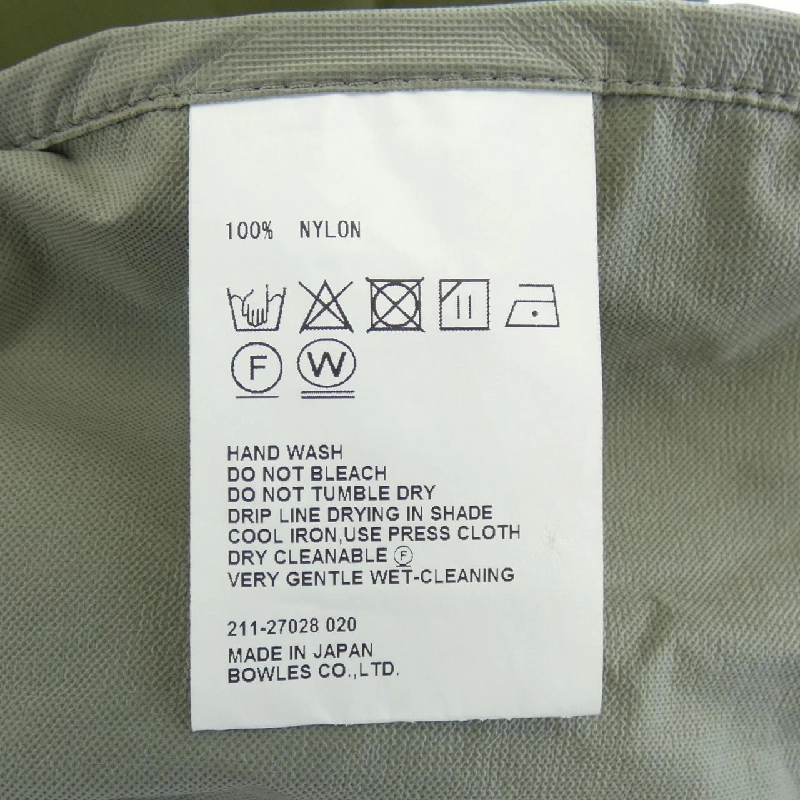 100% NYLON
F W
HAND WASH
DO NOT BLEACH
DO NOT TUMBLE DRY
DRIP LINE DRYING IN SHADE
COOL IRON,USE PRESS CLOTH
DRY CLEANABLE Ⓕ
VERY GENTLE WET-CLEANING
211-27028 020
MADE IN JAPAN
BOWLES CO.,LTD.